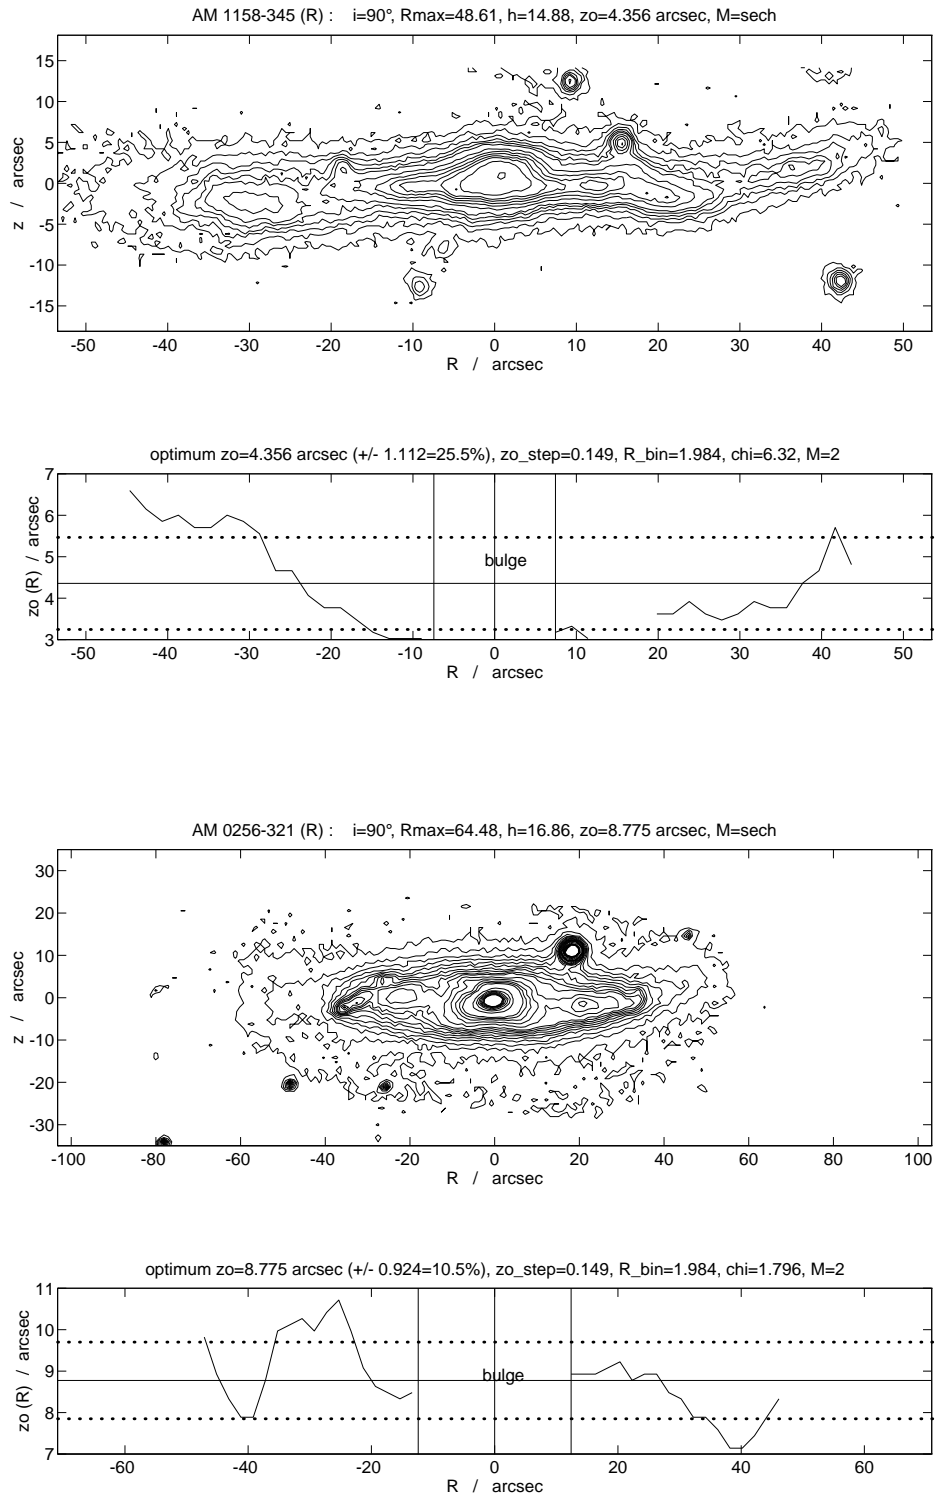 AM 1158-345 (R) : i=90°, Rmax=48.61, h=14.88, zo=4.356 arcsec, M=sech
15
10
5
0
-5
-10
-15
z / arcsec
-50 -40 -30 -20 -10 0 10 20 30 40 50
R / arcsec
optimum zo=4.356 arcsec (+/- 1.112=25.5%), zo_step=0.149, R_bin=1.984, chi=6.32, M=2
7
6
5
4
3
zo (R) / arcsec
bulge
-50 -40 -30 -20 -10 0 10 20 30 40 50
R / arcsec
AM 0256-321 (R) : i=90°, Rmax=64.48, h=16.86, zo=8.775 arcsec, M=sech
30
20
10
0
-10
-20
-30
z / arcsec
-100 -80 -60 -40 -20 0 20 40 60 80 100
R / arcsec
optimum zo=8.775 arcsec (+/- 0.924=10.5%), zo_step=0.149, R_bin=1.984, chi=1.796, M=2
11
10
9
8
7
zo (R) / arcsec
bulge
-60 -40 -20 0 20 40 60
R / arcsec